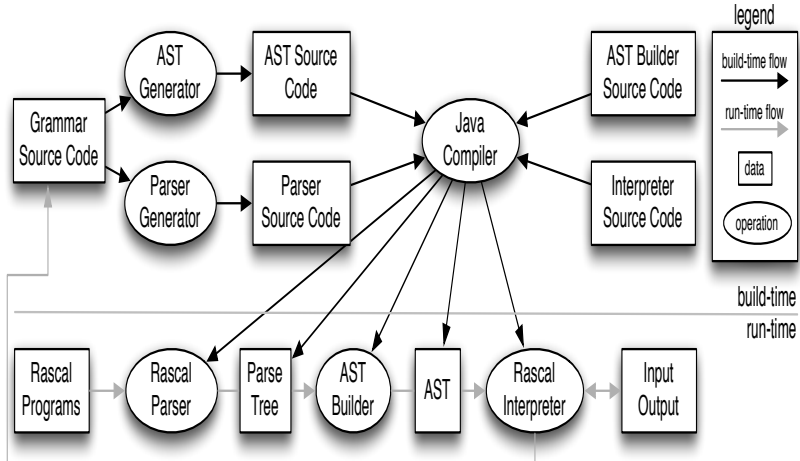 legend
AST
Generator
AST Source
Code
AST Builder
Source Code
build-time flow
run-time flow
Grammar
Source Code
Java
Compiler
data
Parser
Generator
Parser
Source Code
Interpreter
Source Code
operation
build-time
run-time
Rascal
Programs
Rascal
Parser
Parse
Tree
AST
Builder
AST
Rascal
Interpreter
Input
Output